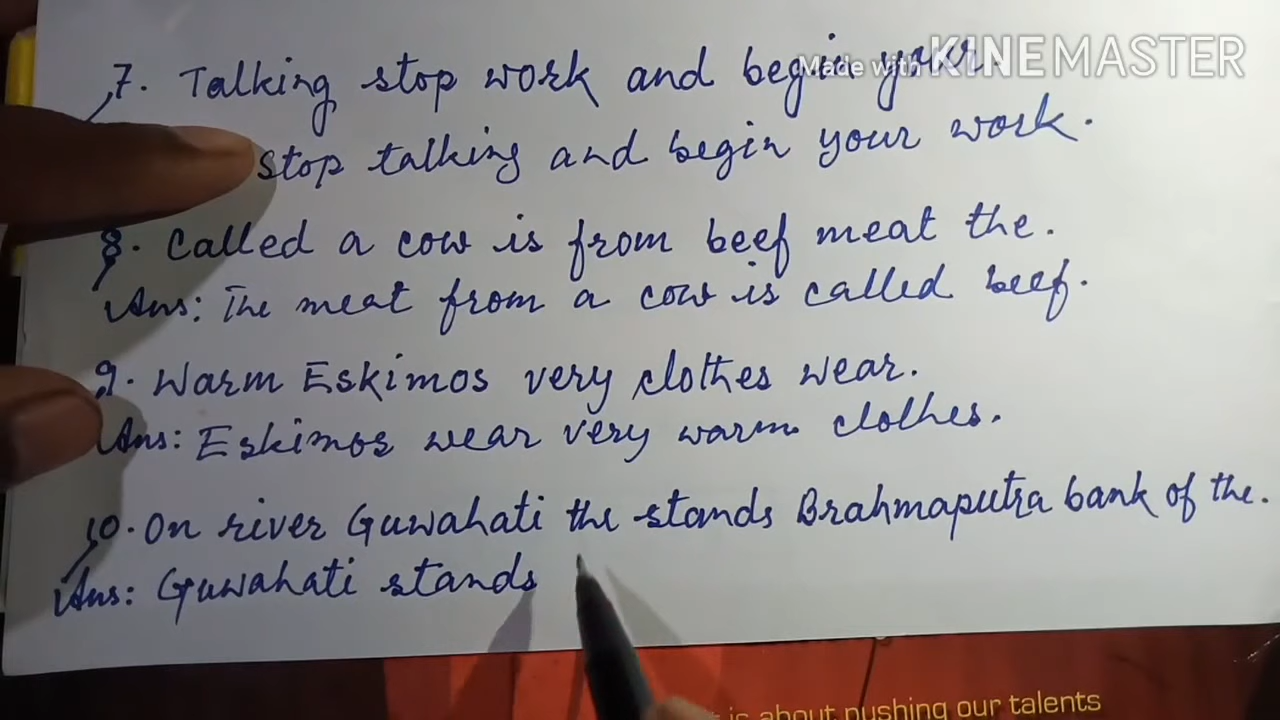 7. Talking stop work and begin your.
Made with KINEMASTER
Stop talking and begin your work.
8. Called a cow is from beef meat the.
Ans: The meat from a cow is called beef.
9. Warm Eskimos very clothes wear.
Ans: Eskimos wear very warm clothes.
10. On river Guwahati the stands Brahmaputra bank of the.
Ans: Guwahati stands
is about pushing our talents